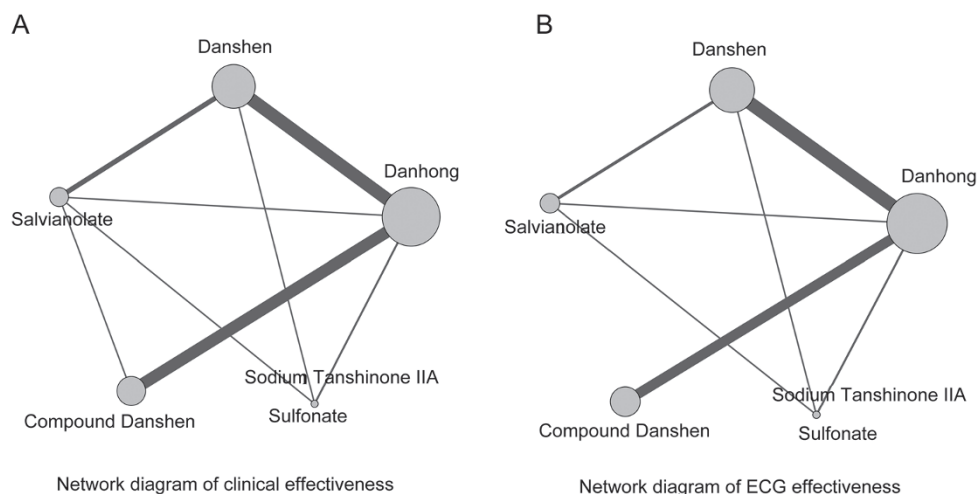 A
Danshen
Danhong
Salvianolate
Sodium Tanshinone IIA
Sulfonate
Compound Danshen
Network diagram of clinical effectiveness
B
Danshen
Danhong
Salvianolate
Sodium Tanshinone IIA
Sulfonate
Compound Danshen
Network diagram of ECG effectiveness